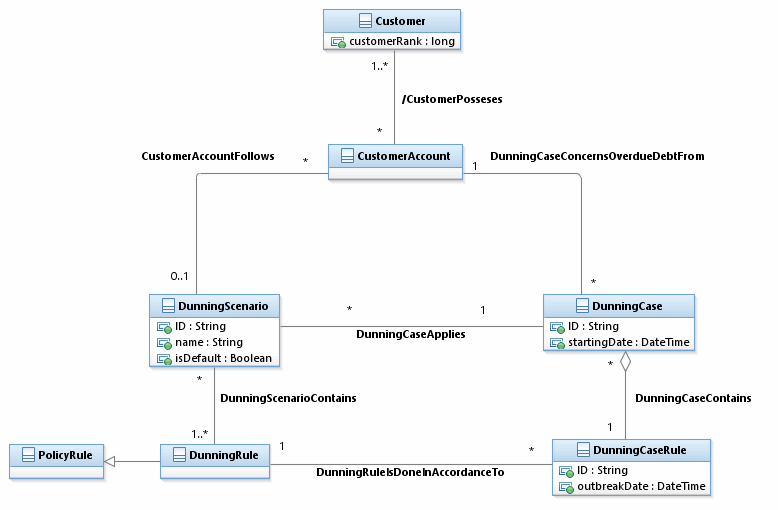 Customer
customerRank : long
1..*
/CustomerPosseses
*
CustomerAccount
CustomerAccountFollows
*
1
DunningCaseConcernsOverdueDebtFrom
0..1
*
DunningScenario
ID : String
name : String
isDefault : Boolean
*
1
DunningCaseApplies
DunningCase
ID : String
startingDate : DateTime
*
DunningScenarioContains
1..*
*
DunningCaseContains
1
PolicyRule
DunningRule
1
*
DunningRuleIsDoneInAccordanceTo
DunningCaseRule
ID : String
outbreakDate : DateTime